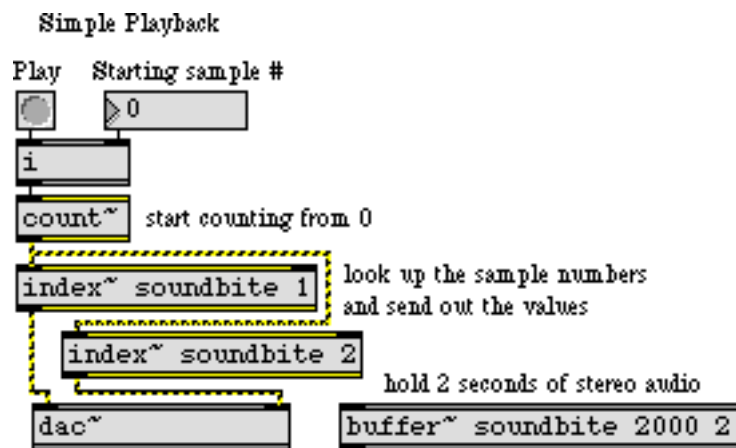 Simple Playback
Play Starting sample #
0
i
count~ start counting from 0
index~ soundbite 1
look up the sample numbers
and send out the values
index~ soundbite 2
hold 2 seconds of stereo audio
dac~ buffer~ soundbite 2000 2